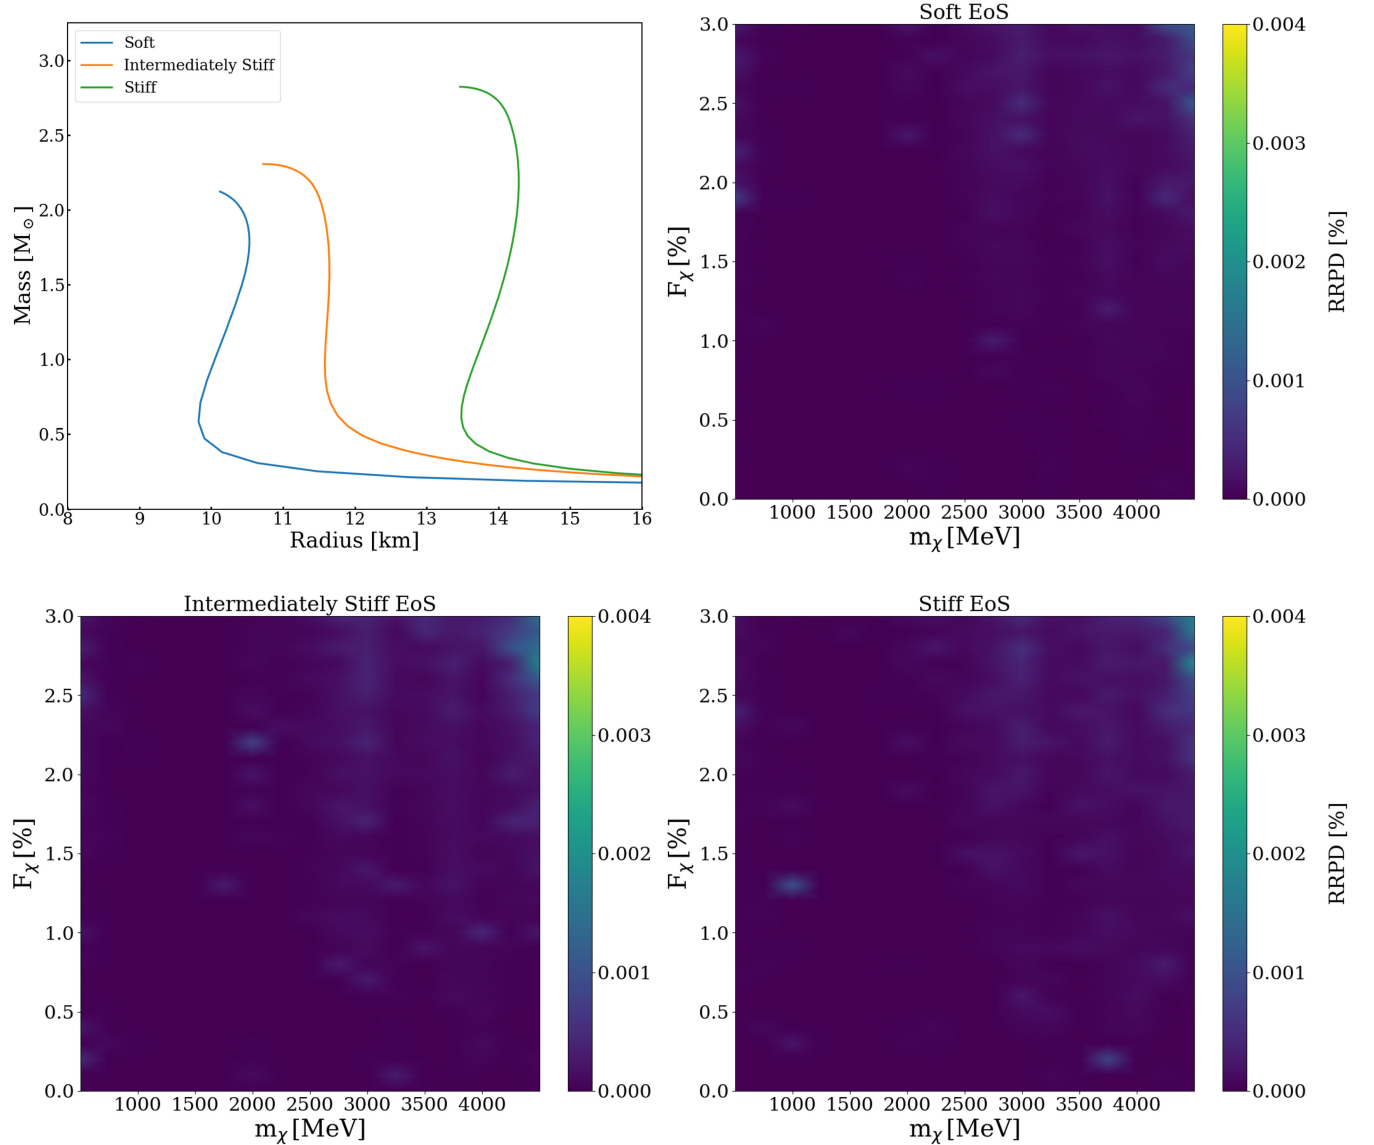 Soft
Intermediately Stiff
Stiff
Mass [M⊙]
3.0
2.5
2.0
1.5
1.0
0.5
0.0
8 9 10 11 12 13 14 15 16
Radius [km]
Soft EoS
Fχ [%]
3.0
2.5
2.0
1.5
1.0
0.5
0.0
1000 1500 2000 2500 3000 3500 4000
mχ [MeV]
0.004
0.003
0.002
0.001
0.000
RRPD [%]
Intermediately Stiff EoS
Fχ [%]
3.0
2.5
2.0
1.5
1.0
0.5
0.0
1000 1500 2000 2500 3000 3500 4000
mχ [MeV]
0.004
0.003
0.002
0.001
0.000
Stiff EoS
Fχ [%]
3.0
2.5
2.0
1.5
1.0
0.5
0.0
1000 1500 2000 2500 3000 3500 4000
mχ [MeV]
0.004
0.003
0.002
0.001
0.000
RRPD [%]